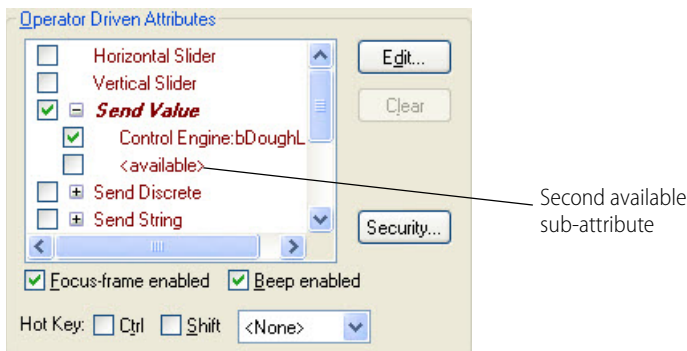 Operator Driven Attributes
Horizontal Slider
Edit...
Vertical Slider
Send Value
Clear
Control Engine:bDoughL
<available>
Second available
sub-attribute
Send Discrete
Send String
Security...
Focus-frame enabled Beep enabled
Hot Key: Ctrl Shift <None>